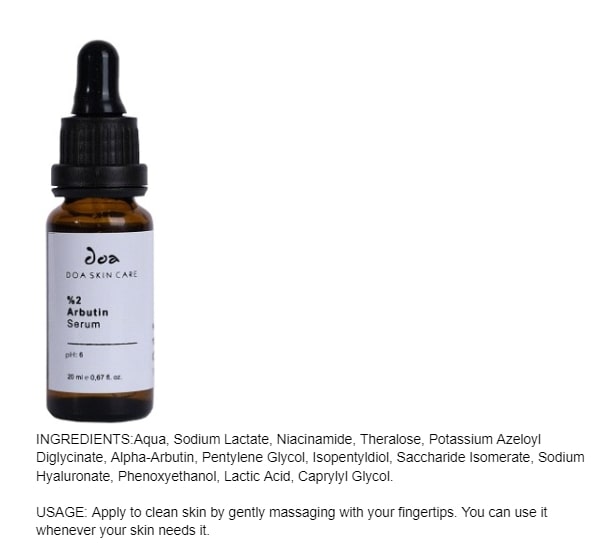 doa
DOA SKIN CARE
%2
Arbutin
Serum
pH: 6
20 ml e 0,67 fl. oz.
INGREDIENTS:Aqua, Sodium Lactate, Niacinamide, Theralose, Potassium Azeloyl
Diglycinate, Alpha-Arbutin, Pentylene Glycol, Isopentyldiol, Saccharide Isomerate, Sodium
Hyaluronate, Phenoxyethanol, Lactic Acid, Caprylyl Glycol.
USAGE: Apply to clean skin by gently massaging with your fingertips. You can use it
whenever your skin needs it.